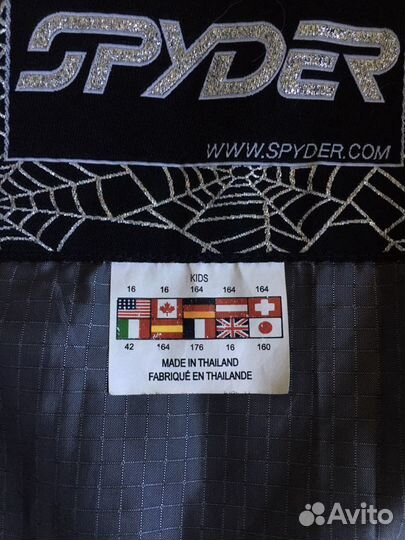 SPYDER
WWW.SPYDER.COM
KIDS
16 16 164 164 164
42 164 176 16 160
MADE IN THAILAND
FABRIQUÉ EN THAILANDE
Avito